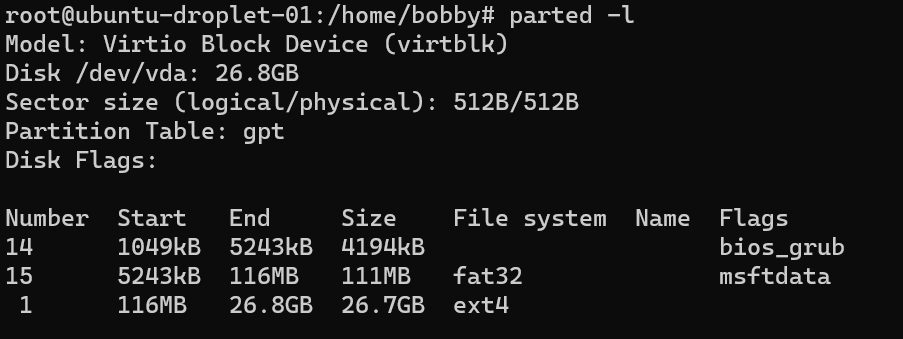 root@ubuntu-droplet-01:/home/bobby# parted -l
Model: Virtio Block Device (virtblk)
Disk /dev/vda: 26.8GB
Sector size (logical/physical): 512B/512B
Partition Table: gpt
Disk Flags:

Number  Start   End     Size    File system  Name  Flags
14      1049kB  5243kB  4194kB                     bios_grub
15      5243kB  116MB   111MB   fat32              msftdata
 1      116MB   26.8GB  26.7GB  ext4